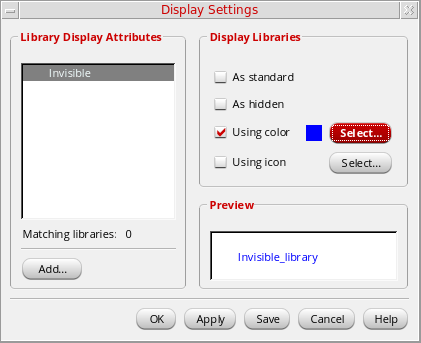 Display Settings
Library Display Attributes
Invisible
Matching libraries: 0
Add...
Display Libraries
As standard
As hidden
Using color
Select...
Using icon
Select...
Preview
Invisible_library
OK
Apply
Save
Cancel
Help